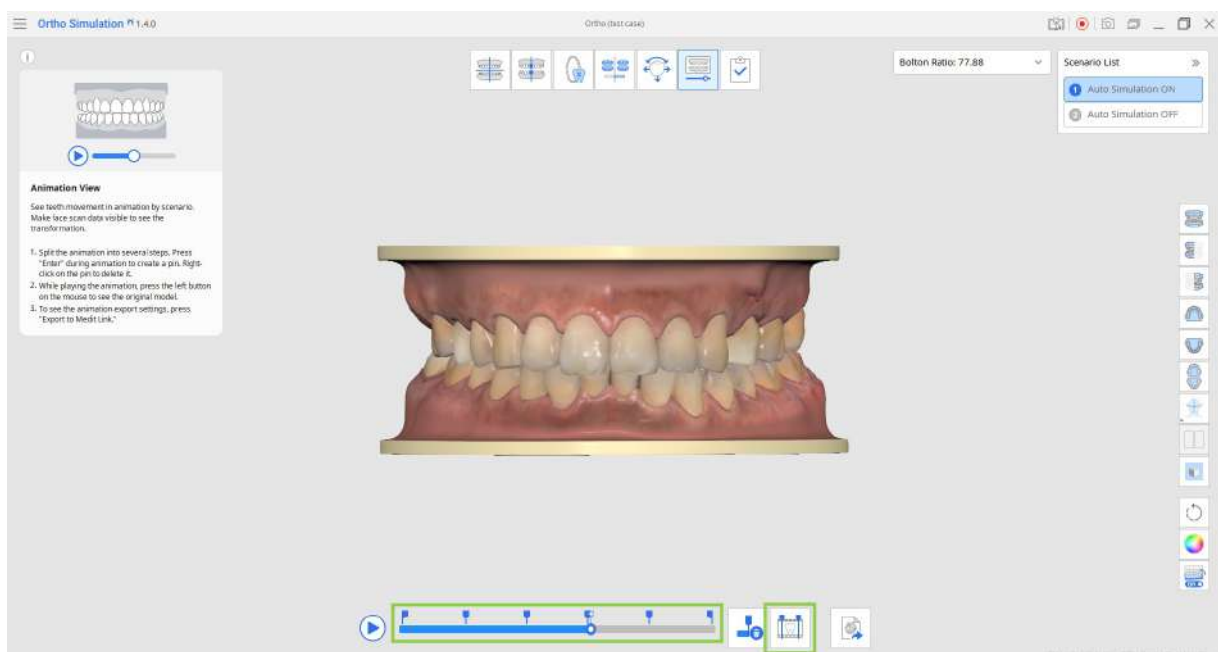 Ortho Simulation 1.4.0
Ortho (test case)
Bolton Ratio: 77.88
Scenario List
1 Auto Simulation ON
2 Auto Simulation OFF
Animation View
See teeth movement in animation by scenario.
Make face scan data visible to see the
transformation.
1. Split the animation into several steps. Press
"Enter" during animation to create a pin. Right-
click on the pin to delete it.
2. While playing the animation, press the left button
on the mouse to see the original model.
3. To see the animation export settings, press
"Export to Medit Link."